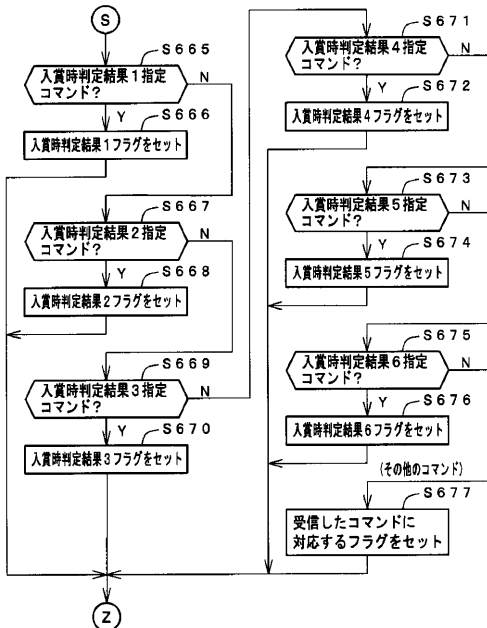 S
S665
入賞時判定結果1指定
コマンド?
N
Y
S666
入賞時判定結果1フラグをセット
S667
入賞時判定結果2指定
コマンド?
N
Y
S668
入賞時判定結果2フラグをセット
S669
入賞時判定結果3指定
コマンド?
N
Y
S670
入賞時判定結果3フラグをセット
S671
入賞時判定結果4指定
コマンド?
N
Y
S672
入賞時判定結果4フラグをセット
S673
入賞時判定結果5指定
コマンド?
N
Y
S674
入賞時判定結果5フラグをセット
S675
入賞時判定結果6指定
コマンド?
N
Y
S676
入賞時判定結果6フラグをセット
(その他のコマンド)
S677
受信したコマンドに
対応するフラグをセット
Z